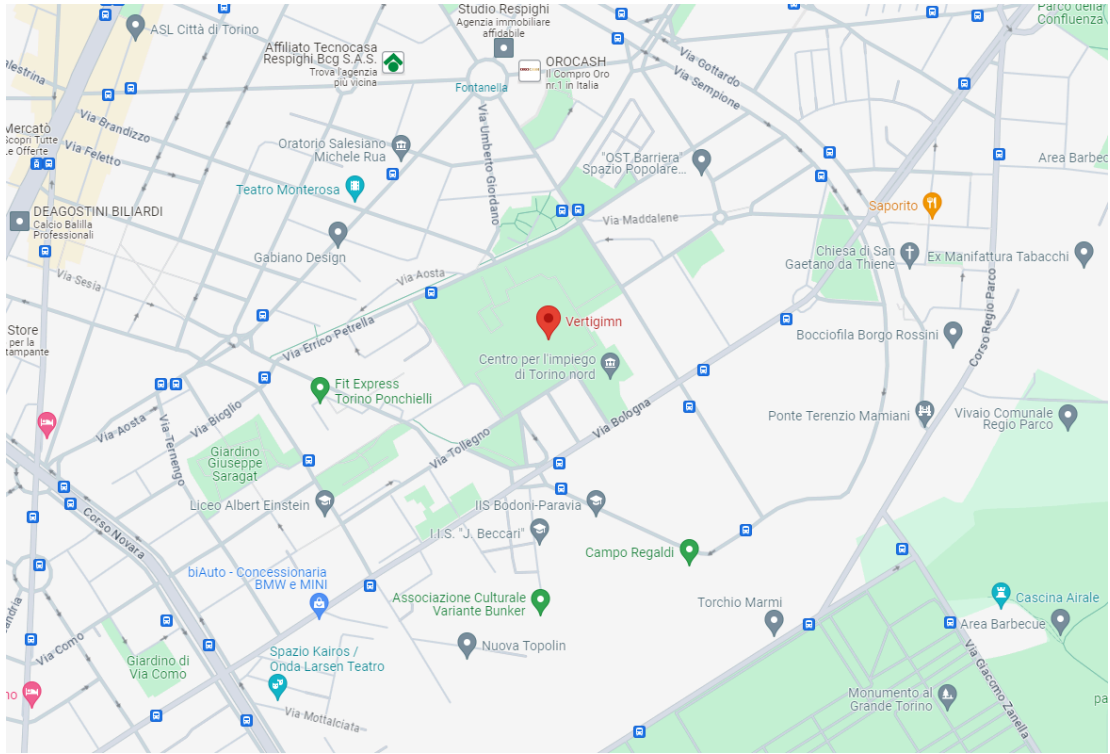 Studio Respighi
Agenzia immobiliare
affidabile
Parco della
Confluenza
ASL Città di Torino
Affiliato Tecnocasa
Respighi Bcg S.A.S.
Trova l'agenzia
più vicina
OROCASH
Il Compro Oro
nr.1 in Italia
Via Gottardo
Via Sempione
Fontanella
Via Brandizzo
Via Feletto
Mercatò
Scopri Tutte
Le Offerte
Via Umberto Giordano
Oratorio Salesiano
Michele Rua
"OST Barriera"
Spazio Popolare...
Area Barbecue
Teatro Monterosa
Saporito
DEAGOSTINI BILIARDI
Calcio Balilla
Professionali
Via Maddalene
Gabiano Design
Chiesa di San
Gaetano da Thiene
Ex Manifattura Tabacchi
Via Sesia
Via Aosta
Corso Regio Parco
Vertigimn
Store
per la
Via Errico Petrella
Bocciofila Borgo Rossini
Centro per l'impiego
di Torino nord
Fit Express
Torino Ponchielli
Via Bologna
Ponte Terenzio Mamiani
Vivaio Comunale
Regio Parco
Via Aosta
Via Ternengo
Via Bioglio
Via Tollegno
Giardino
Giuseppe
Saragat
Liceo Albert Einstein
IIS Bodoni-Paravia
Corso Novara
I.I.S. "J. Beccari"
Campo Regaldi
biAuto - Concessionaria
BMW e MINI
Associazione Culturale
Variante Bunker
Torchio Marmi
Cascina Airale
Area Barbecue
Via Como
Giardino di
Via Como
Spazio Kairos /
Onda Larsen Teatro
Nuova Topolin
Via Giacomo Zanella
Monumento al
Grande Torino
Via Mottalciata